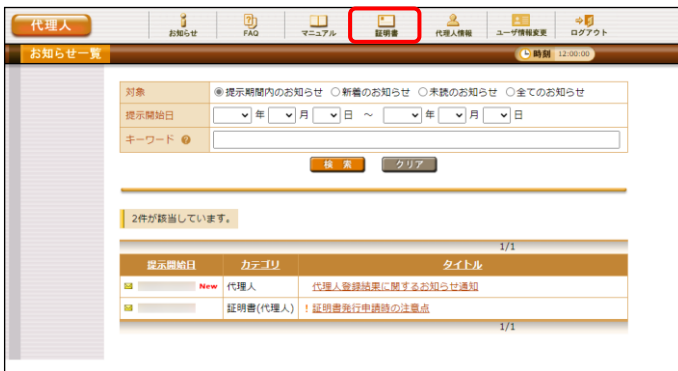 代理人
お知らせ FAQ マニュアル 証明書 代理人情報 ユーザ情報変更 ログアウト
お知らせ一覧 時刻 12:00:00
対象 提示期間内のお知らせ 新着のお知らせ 未読のお知らせ 全てのお知らせ
提示開始日 年 月 日 ～ 年 月 日
キーワード ?
検 索 クリア
2件が該当しています。
1/1
提示開始日 カテゴリ タイトル
New 代理人 代理人登録結果に関するお知らせ通知
証明書(代理人) ! 証明書発行申請時の注意点
1/1